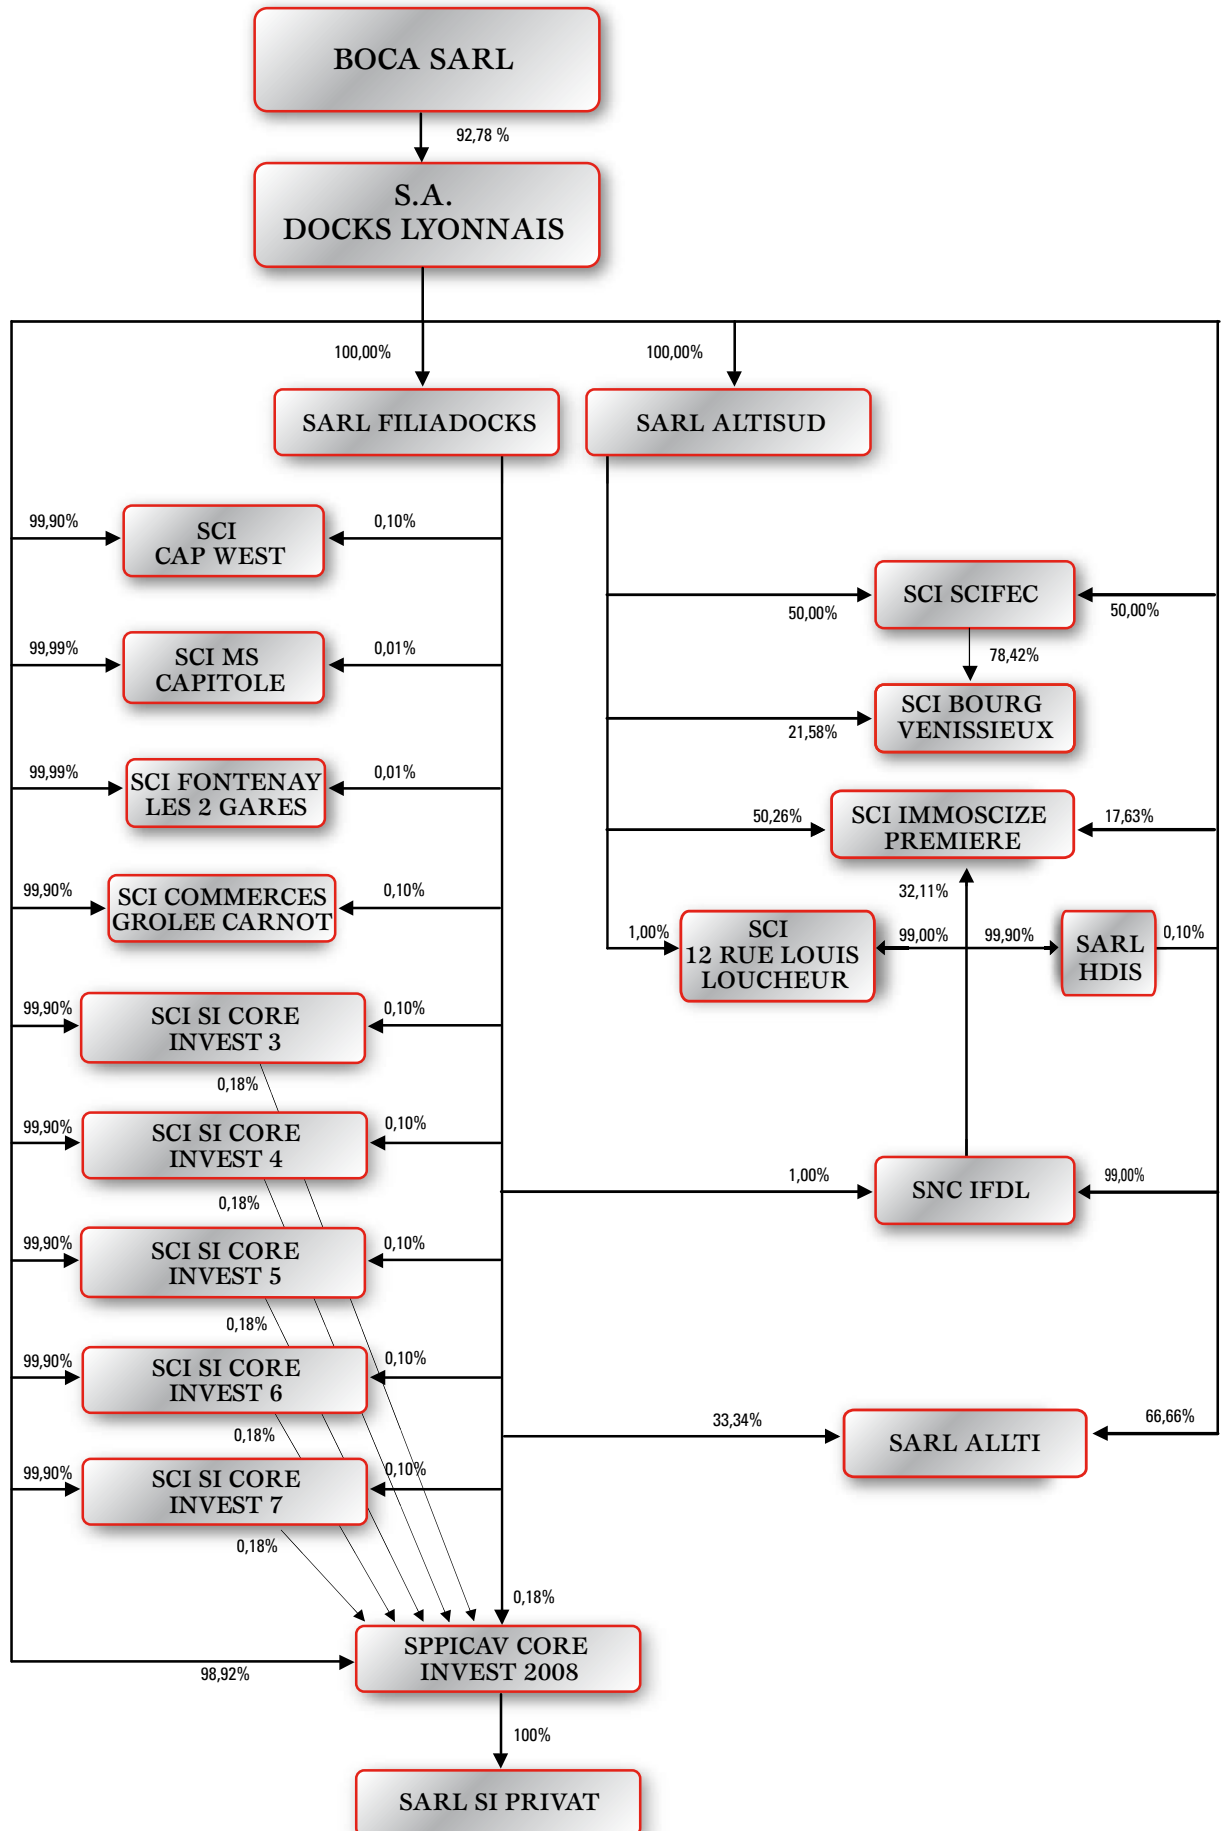 BOCA SARL
92,78 %
S.A.
DOCKS LYONNAIS
100,00%
100,00%
SARL FILIADOCKS
SARL ALTISUD
99,90%
SCI
CAP WEST
0,10%
SCI SCIFEC
50,00%
50,00%
99,99%
SCI MS
CAPITOLE
0,01%
78,42%
SCI BOURG
VENISSIEUX
21,58%
99,99%
SCI FONTENAY
LES 2 GARES
0,01%
50,26%
SCI IMMOSCIZE
PREMIERE
17,63%
99,90%
SCI COMMERCES
GROLEE CARNOT
0,10%
32,11%
1,00%
SCI
12 RUE LOUIS
LOUCHEUR
99,00%
99,90%
SARL
HDIS
0,10%
99,90%
SCI SI CORE
INVEST 3
0,10%
0,18%
99,90%
SCI SI CORE
INVEST 4
0,10%
0,18%
1,00%
SNC IFDL
99,00%
99,90%
SCI SI CORE
INVEST 5
0,10%
0,18%
99,90%
SCI SI CORE
INVEST 6
0,10%
0,18%
33,34%
SARL ALLTI
66,66%
99,90%
SCI SI CORE
INVEST 7
0,10%
0,18%
0,18%
SPPICAV CORE
INVEST 2008
98,92%
100%
SARL SI PRIVAT